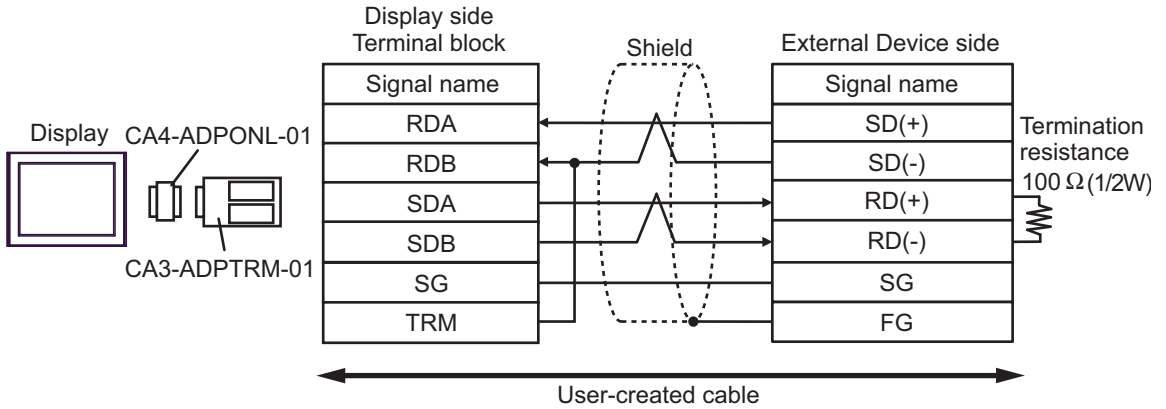 Display side
Terminal block
Shield
External Device side
Signal name
Signal name
RDA
SD(+)
Display
CA4-ADPONL-01
Termination
resistance
100 Ω (1/2W)
RDB
SD(-)
SDA
RD(+)
SDB
RD(-)
CA3-ADPTRM-01
SG
SG
TRM
FG
User-created cable